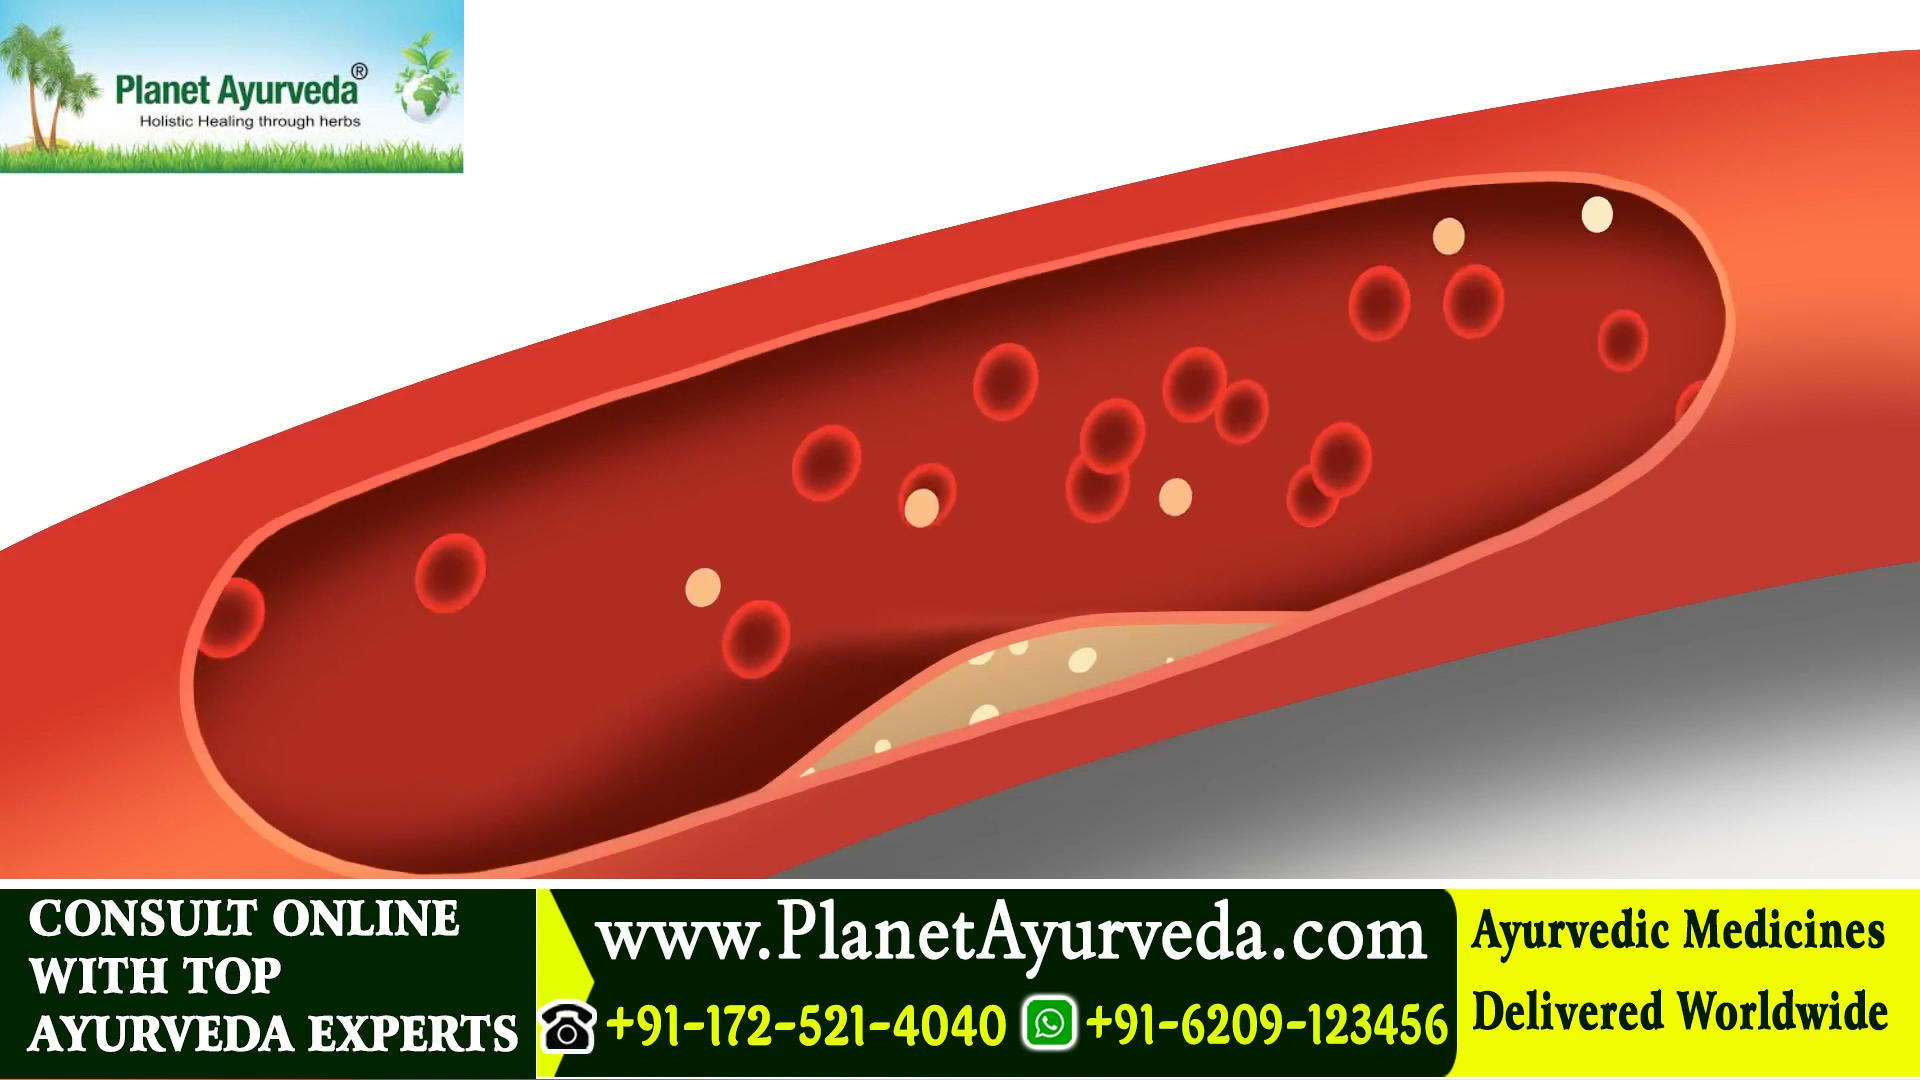 Planet Ayurveda®
Holistic Healing through herbs
CONSULT ONLINE
WITH TOP
AYURVEDA EXPERTS
www.PlanetAyurveda.com
+91-172-521-4040 +91-6209-123456
Ayurvedic Medicines
Delivered Worldwide